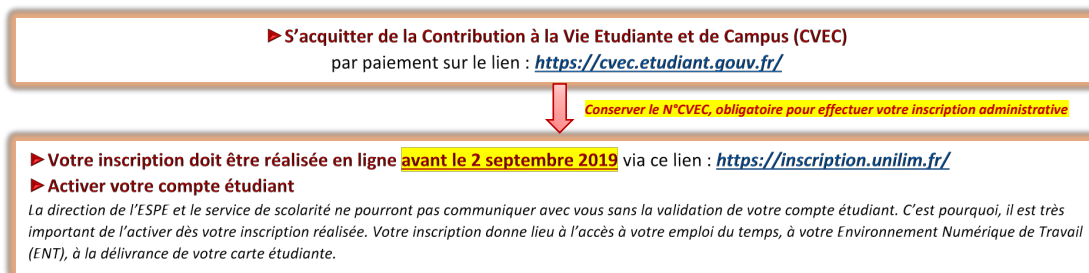 ►S’acquitter de la Contribution à la Vie Etudiante et de Campus (CVEC)
par paiement sur le lien : https://cvec.etudiant.gouv.fr/
Conserver le N°CVEC, obligatoire pour effectuer votre inscription administrative
►Votre inscription doit être réalisée en ligne avant le 2 septembre 2019 via ce lien : https://inscription.unilim.fr/
►Activer votre compte étudiant
La direction de l’ESPE et le service de scolarité ne pourront pas communiquer avec vous sans la validation de votre compte étudiant. C’est pourquoi, il est très
important de l’activer dès votre inscription réalisée. Votre inscription donne lieu à l’accès à votre emploi du temps, à votre Environnement Numérique de Travail
(ENT), à la délivrance de votre carte étudiante.